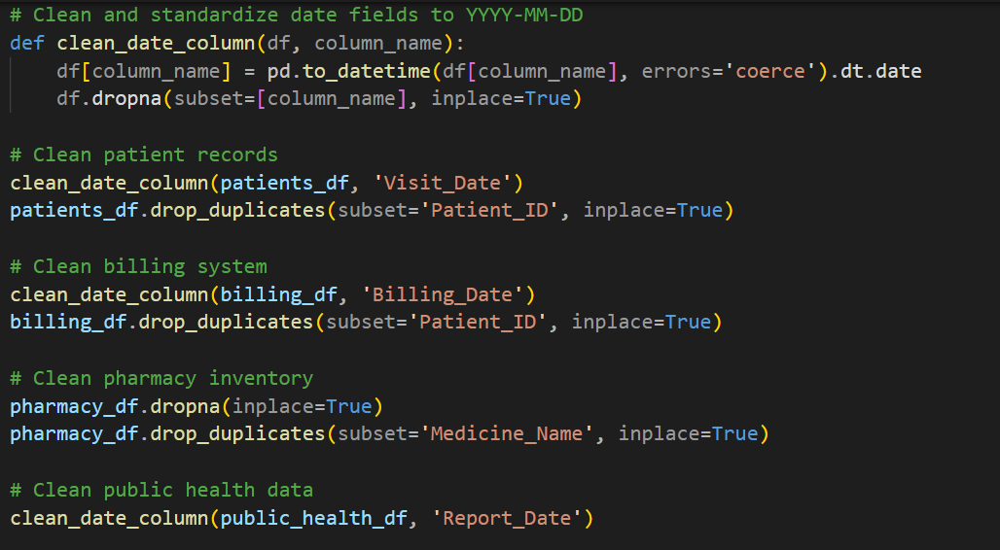 # Clean and standardize date fields to YYYY-MM-DD
def clean_date_column(df, column_name):
    df[column_name] = pd.to_datetime(df[column_name], errors='coerce').dt.date
    df.dropna(subset=[column_name], inplace=True)

# Clean patient records
clean_date_column(patients_df, 'Visit_Date')
patients_df.drop_duplicates(subset='Patient_ID', inplace=True)

# Clean billing system
clean_date_column(billing_df, 'Billing_Date')
billing_df.drop_duplicates(subset='Patient_ID', inplace=True)

# Clean pharmacy inventory
pharmacy_df.dropna(inplace=True)
pharmacy_df.drop_duplicates(subset='Medicine_Name', inplace=True)

# Clean public health data
clean_date_column(public_health_df, 'Report_Date')